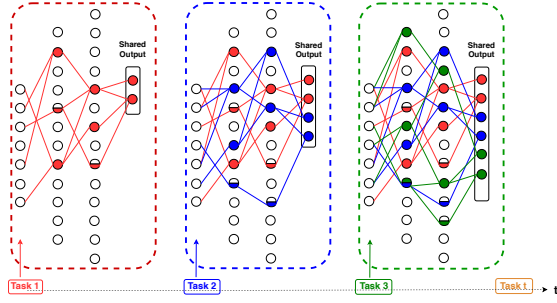 Shared
Output
Shared
Output
Shared
Output
Task 1
Task 2
Task 3
Task t
t